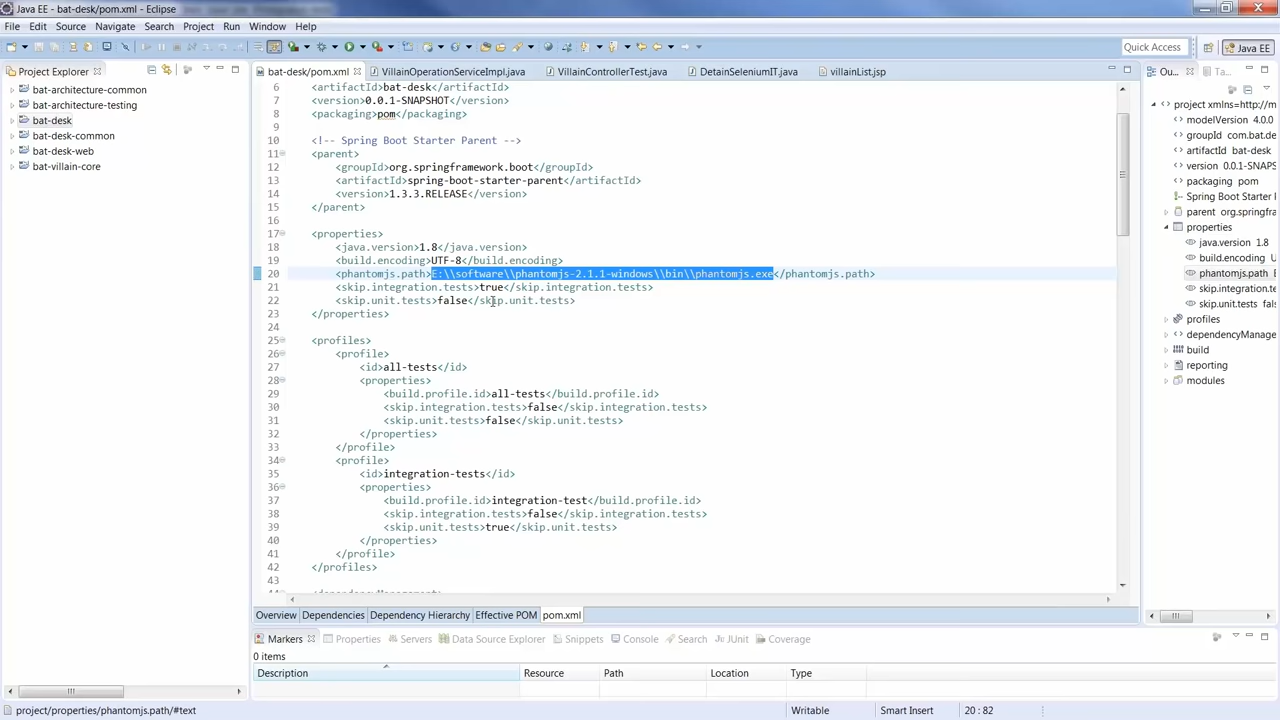 Java EE - bat-desk/pom.xml - Eclipse
File Edit Source Navigate Search Project Run Window Help
Quick Access
Java EE
Project Explorer
bat-architecture-common
bat-architecture-testing
bat-desk
bat-desk-common
bat-desk-web
bat-villain-core
bat-desk/pom.xml VillainOperationServiceImpl.java VillainControllerTest.java DetainSeleniumIT.java villainList.jsp
6 <artifactId>bat-desk</artifactId>
7 <version>0.0.1-SNAPSHOT</version>
8 <packaging>pom</packaging>
9
10 <!-- Spring Boot Starter Parent -->
11 <parent>
12 <groupId>org.springframework.boot</groupId>
13 <artifactId>spring-boot-starter-parent</artifactId>
14 <version>1.3.3.RELEASE</version>
15 </parent>
16
17 <properties>
18 <java.version>1.8</java.version>
19 <build.encoding>UTF-8</build.encoding>
20 <phantomjs.path>E:\\software\\phantomjs-2.1.1-windows\\bin\\phantomjs.exe</phantomjs.path>
21 <skip.integration.tests>true</skip.integration.tests>
22 <skip.unit.tests>false</skip.unit.tests>
23 </properties>
24
25 <profiles>
26 <profile>
27 <id>all-tests</id>
28 <properties>
29 <build.profile.id>all-tests</build.profile.id>
30 <skip.integration.tests>false</skip.integration.tests>
31 <skip.unit.tests>false</skip.unit.tests>
32 </properties>
33 </profile>
34 <profile>
35 <id>integration-tests</id>
36 <properties>
37 <build.profile.id>integration-test</build.profile.id>
38 <skip.integration.tests>false</skip.integration.tests>
39 <skip.unit.tests>true</skip.unit.tests>
40 </properties>
41 </profile>
42 </profiles>
43
Overview Dependencies Dependency Hierarchy Effective POM pom.xml
Ou... Ta...
project xmlns=http://m
modelVersion 4.0.0
groupId com.bat.de
artifactId bat-desk
version 0.0.1-SNAPS
packaging pom
Spring Boot Starter P
parent org.springfra
properties
java.version 1.8
build.encoding U
phantomjs.path E
skip.integration.te
skip.unit.tests fals
profiles
dependencyManage
build
reporting
modules
Markers Properties Servers Data Source Explorer Snippets Console Search JUnit Coverage
0 items
Description Resource Path Location Type
project/properties/phantomjs.path/#text Writable Smart Insert 20 : 82